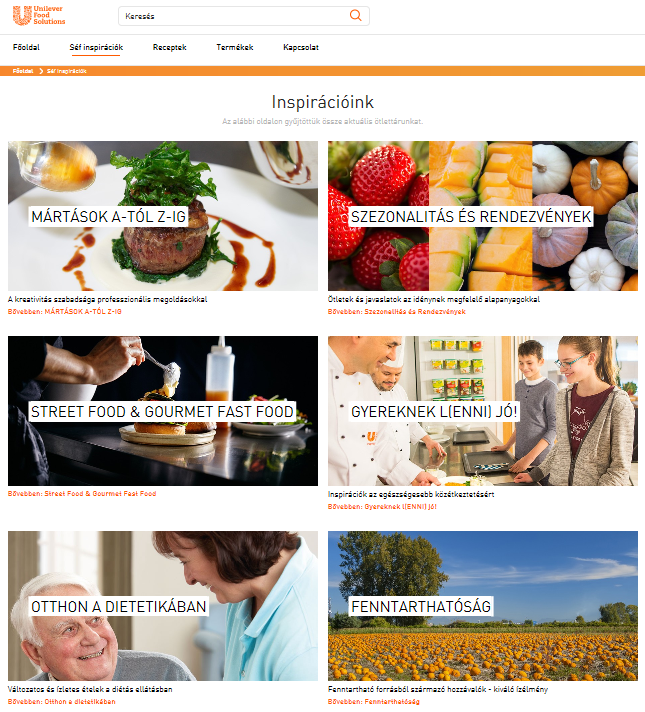 Unilever
Food
Solutions
Keresés
Főoldal
Séf inspirációk
Receptek
Termékek
Kapcsolat
Főoldal ❯ Séf inspirációk
Inspirációink
Az alábbi oldalon gyűjtöttük össze aktuális ötlettárunkat.
MÁRTÁSOK A-TÓL Z-IG
SZEZONALITÁS ÉS RENDEZVÉNYEK
A kreativitás szabadsága professzionális megoldásokkal
Bővebben: MÁRTÁSOK A-TÓL Z-IG
Ötletek és javaslatok az idénynek megfelelő alapanyagokkal
Bővebben: Szezonalitás és Rendezvények
STREET FOOD & GOURMET FAST FOOD
GYEREKNEK L(ENNI) JÓ!
Bővebben: Street Food & Gourmet Fast Food
Inspirációk az egészségesebb közétkeztetésért
Bővebben: Gyereknek l(ENNI) jó!
OTTHON A DIETETIKÁBAN
FENNTARTHATÓSÁG
Változatos és ízletes ételek a diétás ellátásban
Bővebben: Otthon a dietetikában
Fenntartható forrásból származó hozzávalók - kiváló ízélmény
Bővebben: Fenntarthatóság